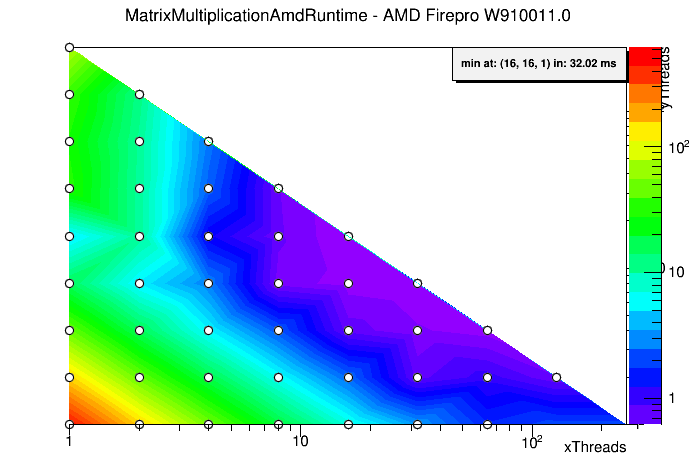 MatrixMultiplicationAmdRuntime - AMD Firepro W910011.0
min at: (16, 16, 1) in: 32.02 ms
yThreads
10²
10
1
1
10
10²
xThreads